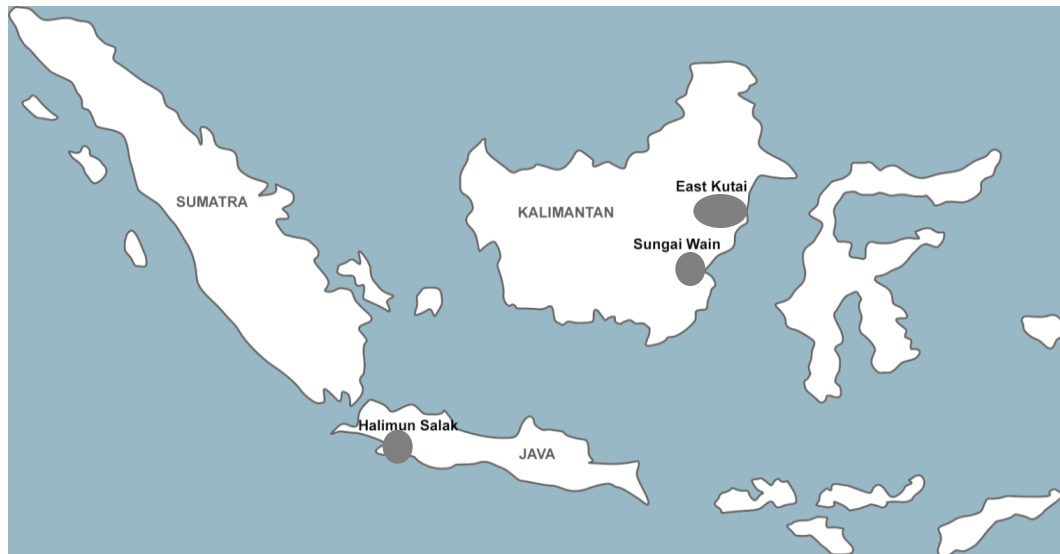 East Kutai
SUMATRA
KALIMANTAN
Sungai Wain
Halimun Salak
JAVA